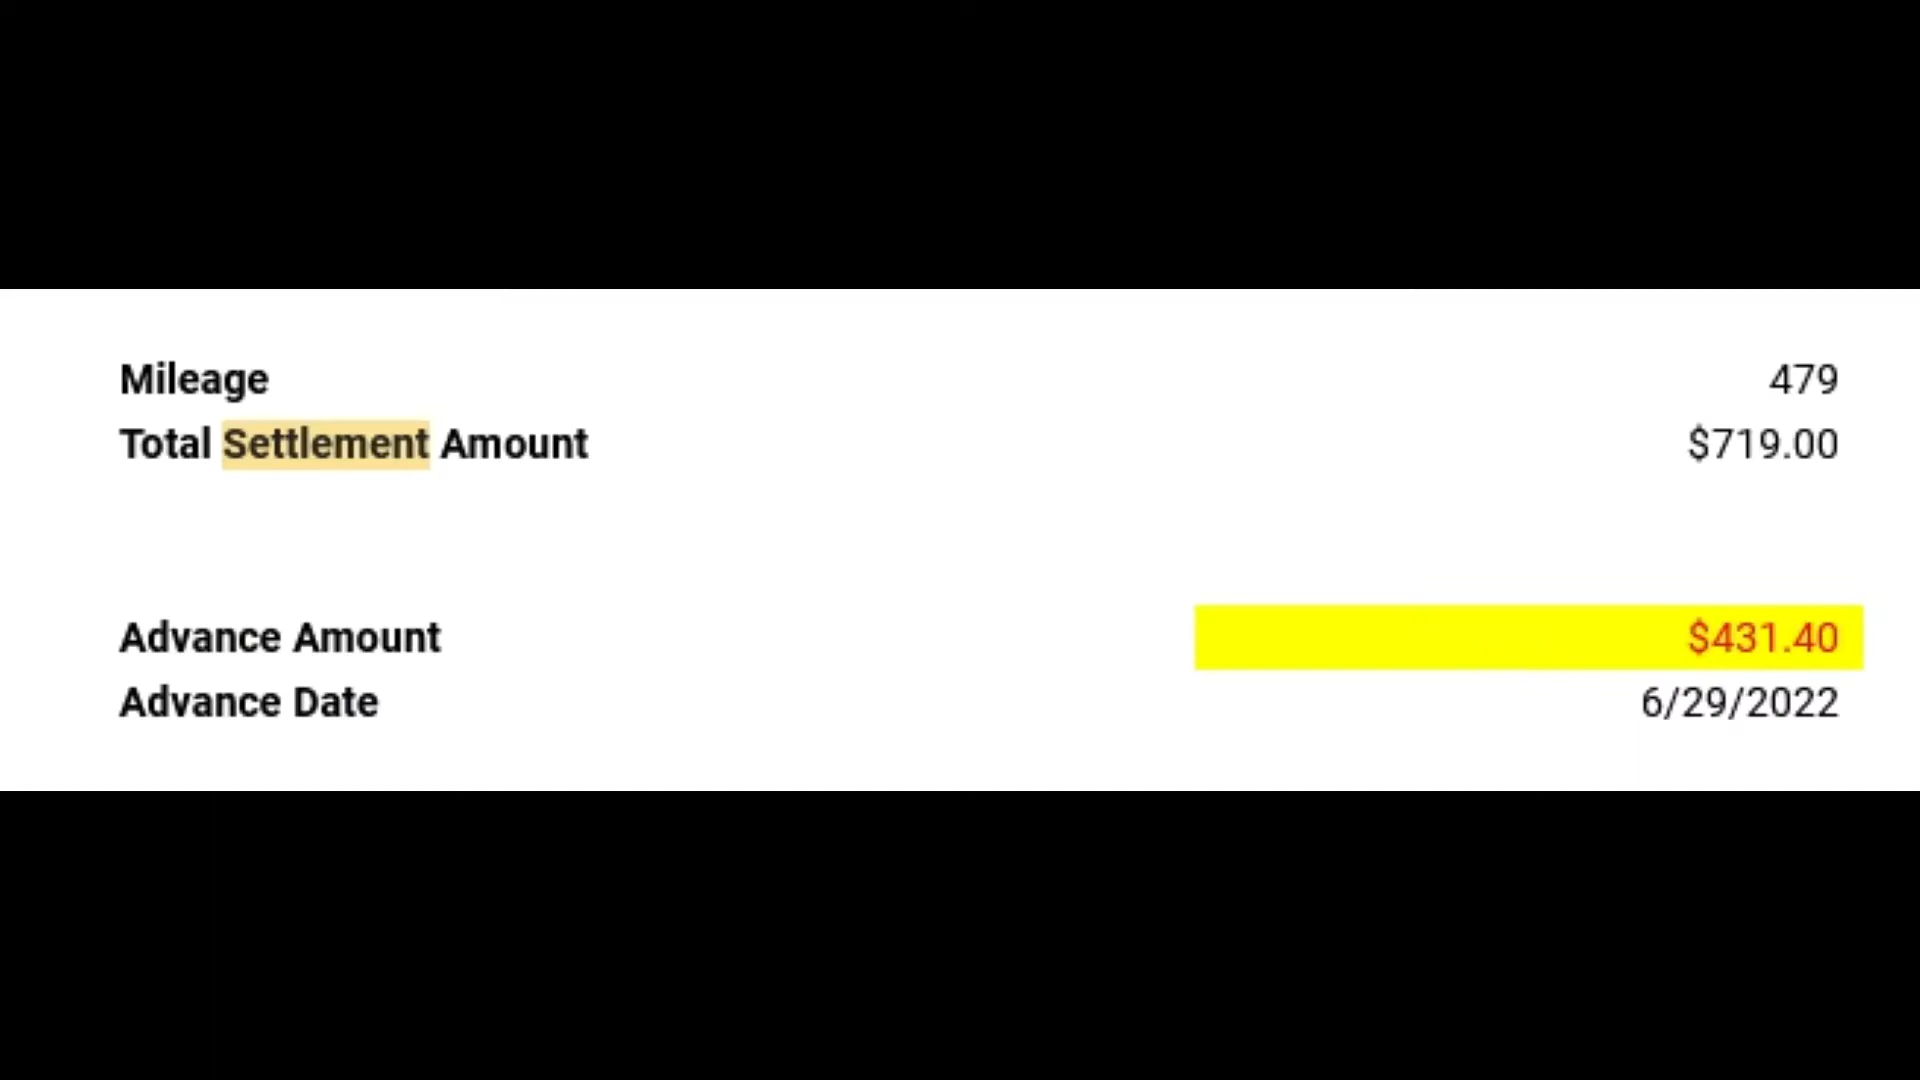 Mileage 479
Total Settlement Amount $719.00
Advance Amount $431.40
Advance Date 6/29/2022